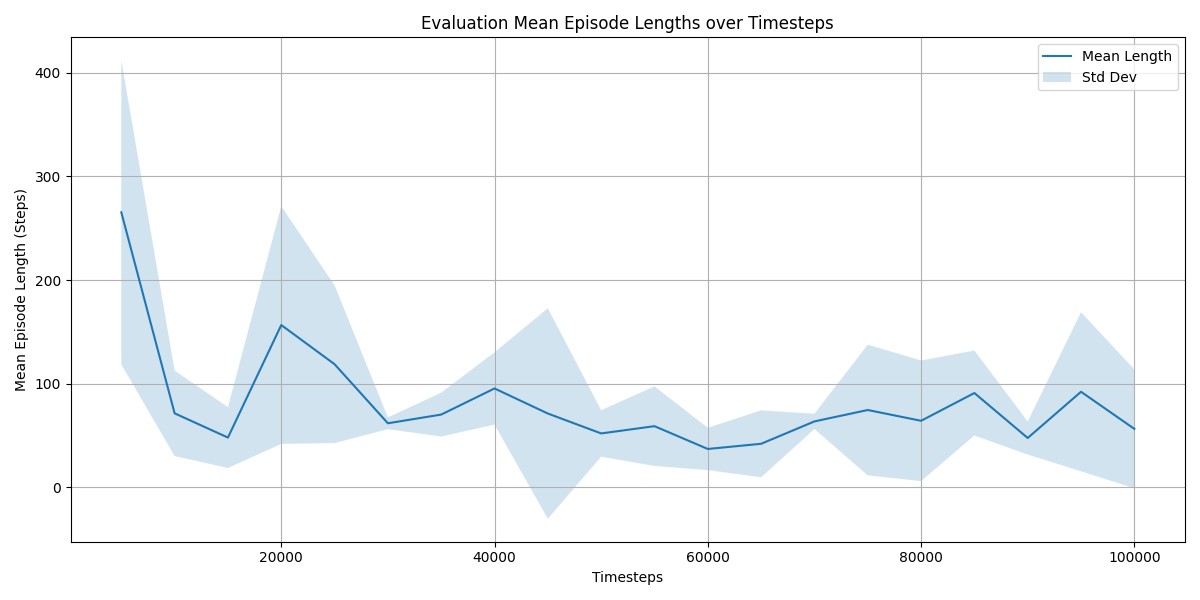 Evaluation Mean Episode Lengths over Timesteps
Mean Length
Std Dev
Mean Episode Length (Steps)
400
300
200
100
0
20000
40000
60000
80000
100000
Timesteps